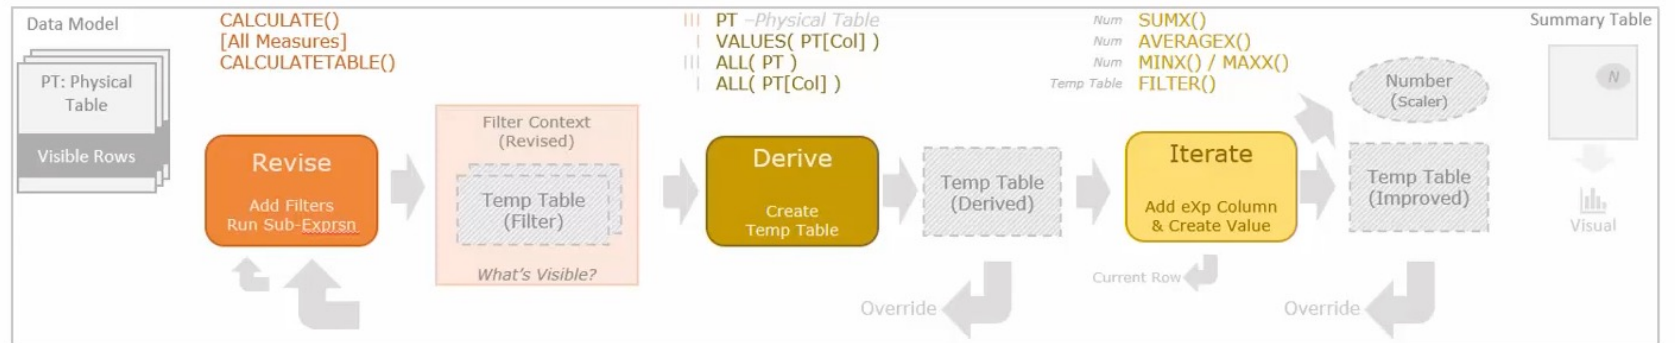 Data Model
PT: Physical
Table
Visible Rows
CALCULATE()
[All Measures]
CALCULATETABLE()
Revise
Add Filters
Run Sub-Exprsn
Filter Context
(Revised)
Temp Table
(Filter)
What's Visible?
III PT –Physical Table
I VALUES( PT[Col] )
III ALL( PT )
I ALL( PT[Col] )
Derive
Create
Temp Table
Temp Table
(Derived)
Override
Num SUMX()
Num AVERAGEX()
Num MINX() / MAXX()
Temp Table FILTER()
Iterate
Add eXp Column
& Create Value
Current Row
Number
(Scaler)
Temp Table
(Improved)
Override
Summary Table
N
Visual